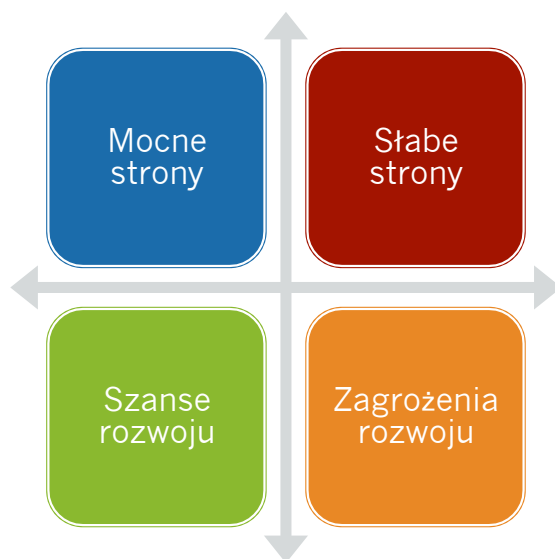 Mocne
strony
Słabe
strony
Szanse
rozwoju
Zagrożenia
rozwoju